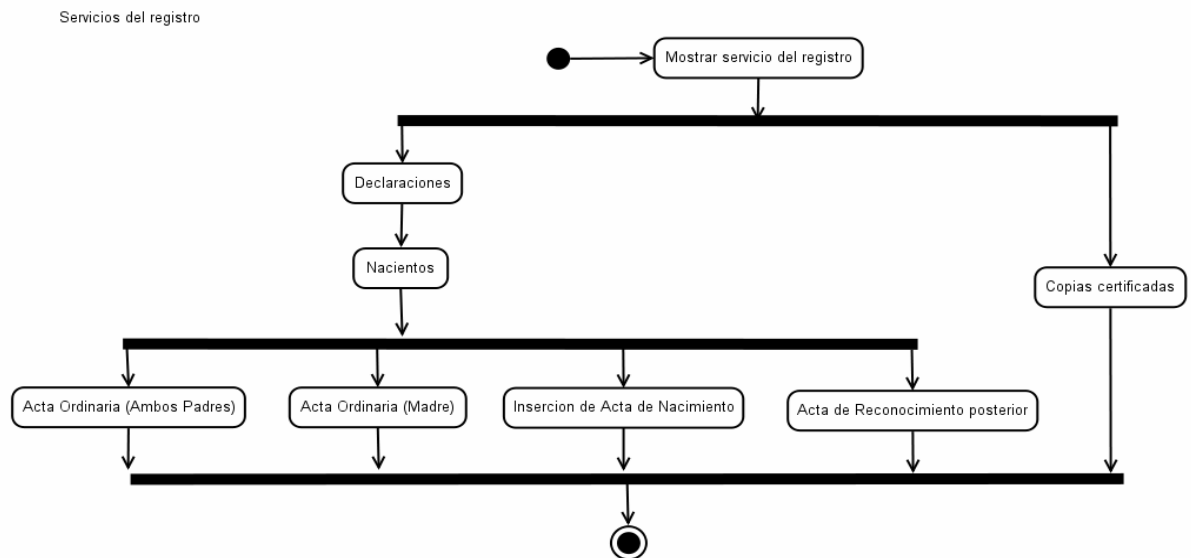 Servicios del registro
Mostrar servicio del registro
Declaraciones
Nacientos
Copias certificadas
Acta Ordinaria (Ambos Padres)
Acta Ordinaria (Madre)
Insercion de Acta de Nacimiento
Acta de Reconocimiento posterior